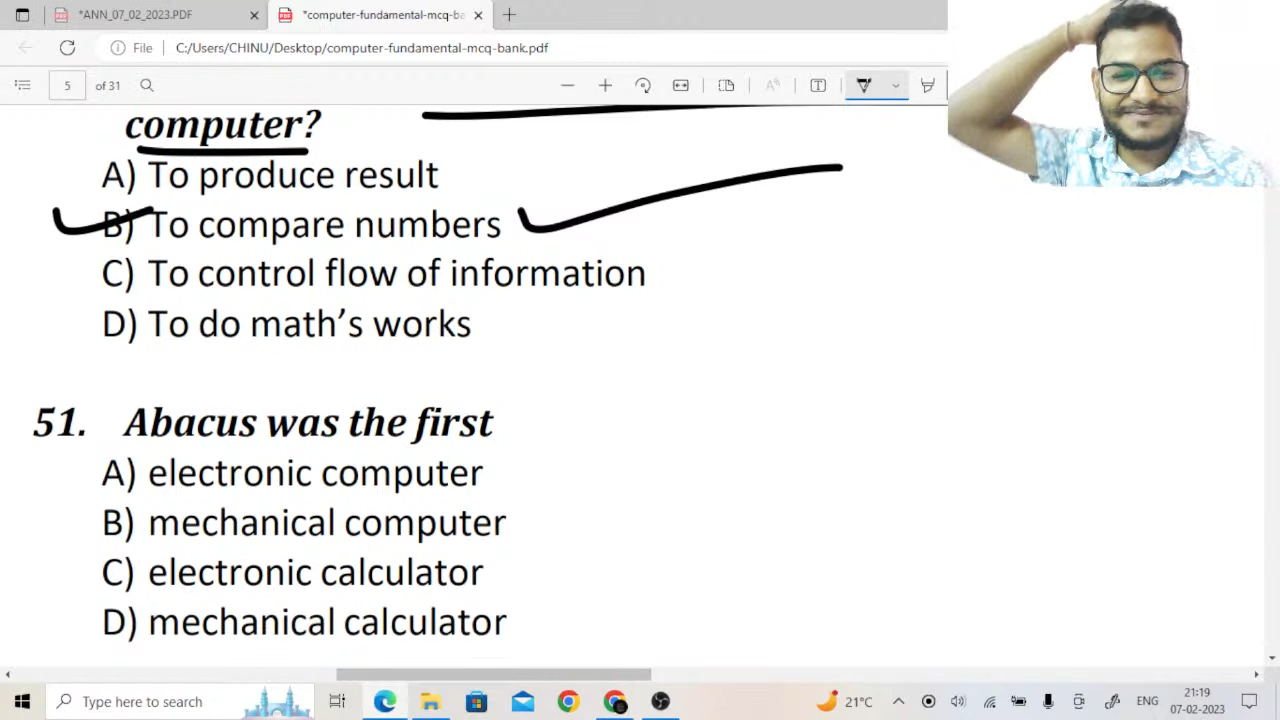 *ANN_07_02_2023.PDF
*computer-fundamental-mcq-ba
File C:/Users/CHINU/Desktop/computer-fundamental-mcq-bank.pdf
5 of 31
computer?
A) To produce result
B) To compare numbers
C) To control flow of information
D) To do math’s works
51. Abacus was the first
A) electronic computer
B) mechanical computer
C) electronic calculator
D) mechanical calculator
Type here to search
21°C
ENG
21:19
07-02-2023